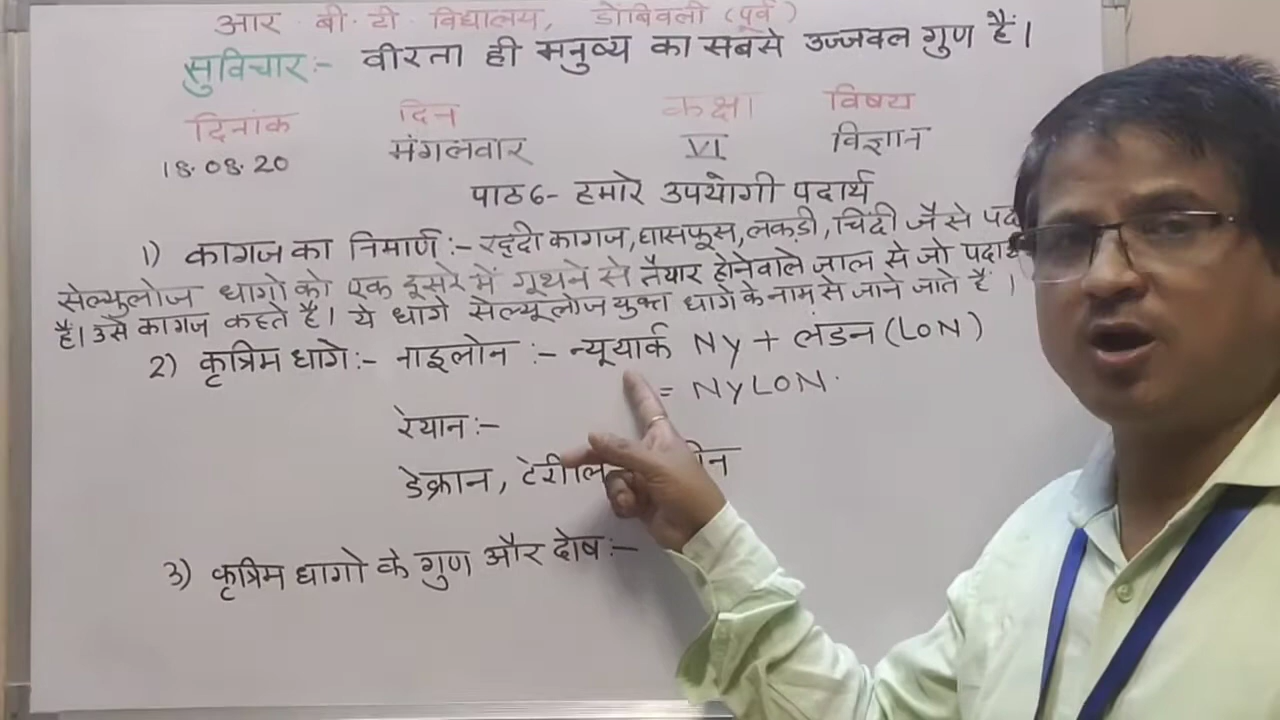 आर. बी. टी. विद्यालय, डोंबिवली (पूर्व)
सुविचार:- वीरता ही मनुष्य का सबसे उज्जवल गुण है।
दिनांक दिन कक्षा विषय
18.08.20 मंगलवार VI विज्ञान
पाठ 6- हमारे उपयोगी पदार्थ
1) कागज का निमार्ण:- रद्दी कागज, घासफूस, लकड़ी, चिंदी जैसे
सेल्युलोज धागो को एक दूसरे में गूथने से तैयार होनेवाले जाल से जो पदार्थ
है। उसे कागज कहते है। ये धागे सेल्यूलोज युक्त धागे के नाम से जाने जाते है।
2) कृत्रिम धागे:- नाइलोन :- न्यूयार्क NY + लंडन (LON)
= NYLON.
रेयान:-
डेक्रान,
3) कृत्रिम धागो के गुण और दोष:-